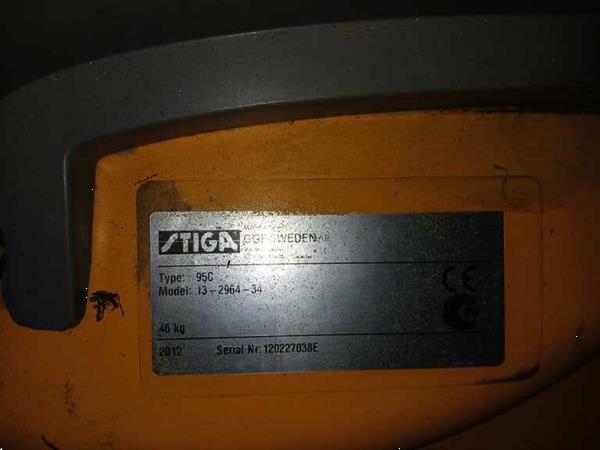 STIGA GGP SWEDEN AB
Type: 95C
Model: 13-2964-34
CE
46 kg
2012 Serial Nr: 120227038E